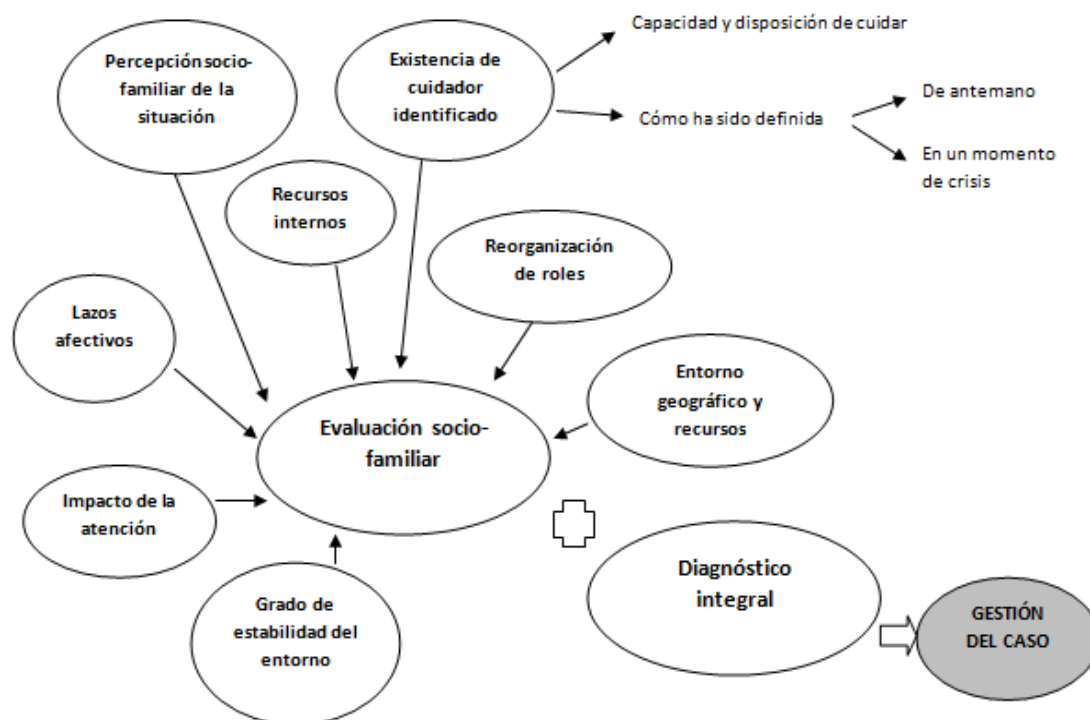 Percepción socio-
familiar de la
situación
Existencia de
cuidador
identificado
Capacidad y disposición de cuidar
Cómo ha sido definida
De antemano
En un momento
de crisis
Recursos
internos
Reorganización
de roles
Lazos
afectivos
Entorno
geográfico y
recursos
Evaluación socio-
familiar
Impacto de la
atención
Grado de
estabilidad del
entorno
Diagnóstico
integral
GESTIÓN
DEL CASO